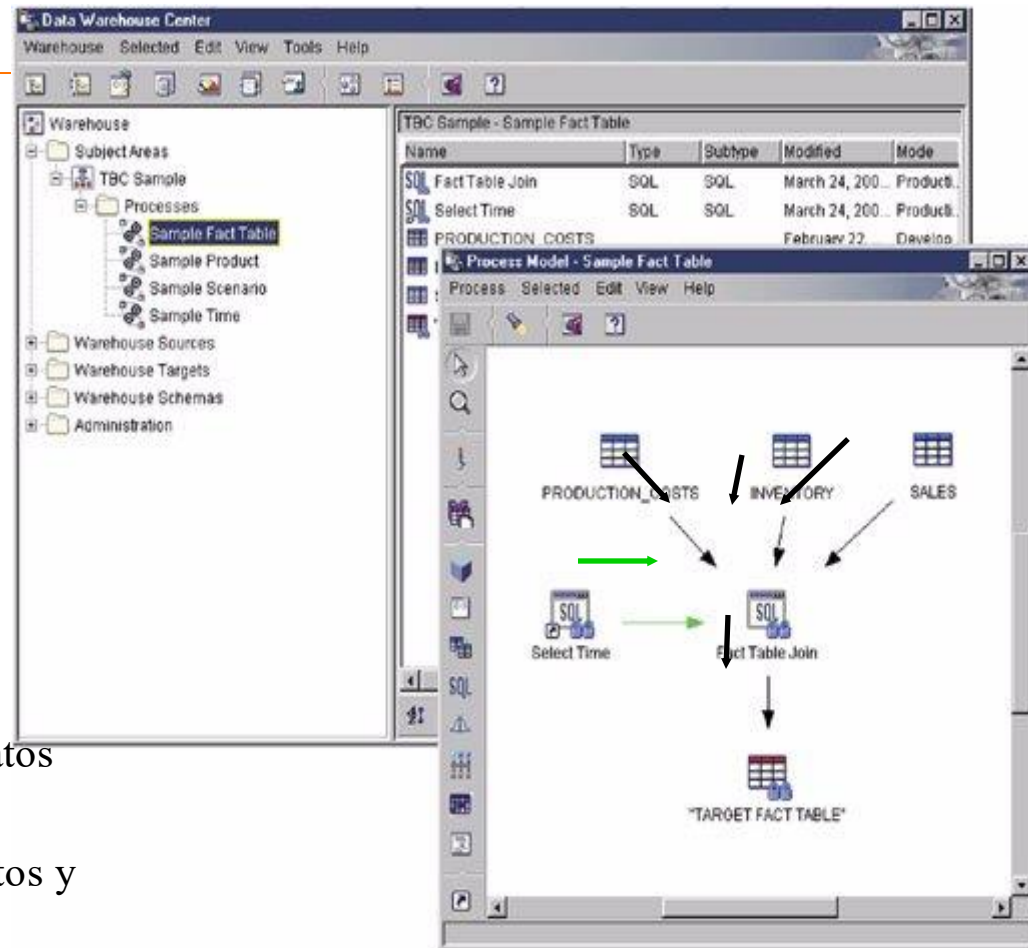 Data Warehouse Center
Warehouse Selected Edit View Tools Help
Warehouse
Subject Areas
TBC Sample
Processes
Sample Fact Table
Sample Product
Sample Scenario
Sample Time
Warehouse Sources
Warehouse Targets
Warehouse Schemas
Administration
TBC Sample - Sample Fact Table
Name Type Subtype Modified Mode
SQL Fact Table Join SQL SQL March 24, 200... Producti...
SQL Select Time SQL SQL March 24, 200... Producti...
PRODUCTION_COSTS February 22, Develop
Process Model - Sample Fact Table
Process Selected Edit View Help
PRODUCTION_COSTS INVENTORY SALES
SQL SQL
Select Time Fact Table Join
SQL
"TARGET FACT TABLE"
atos
tos y